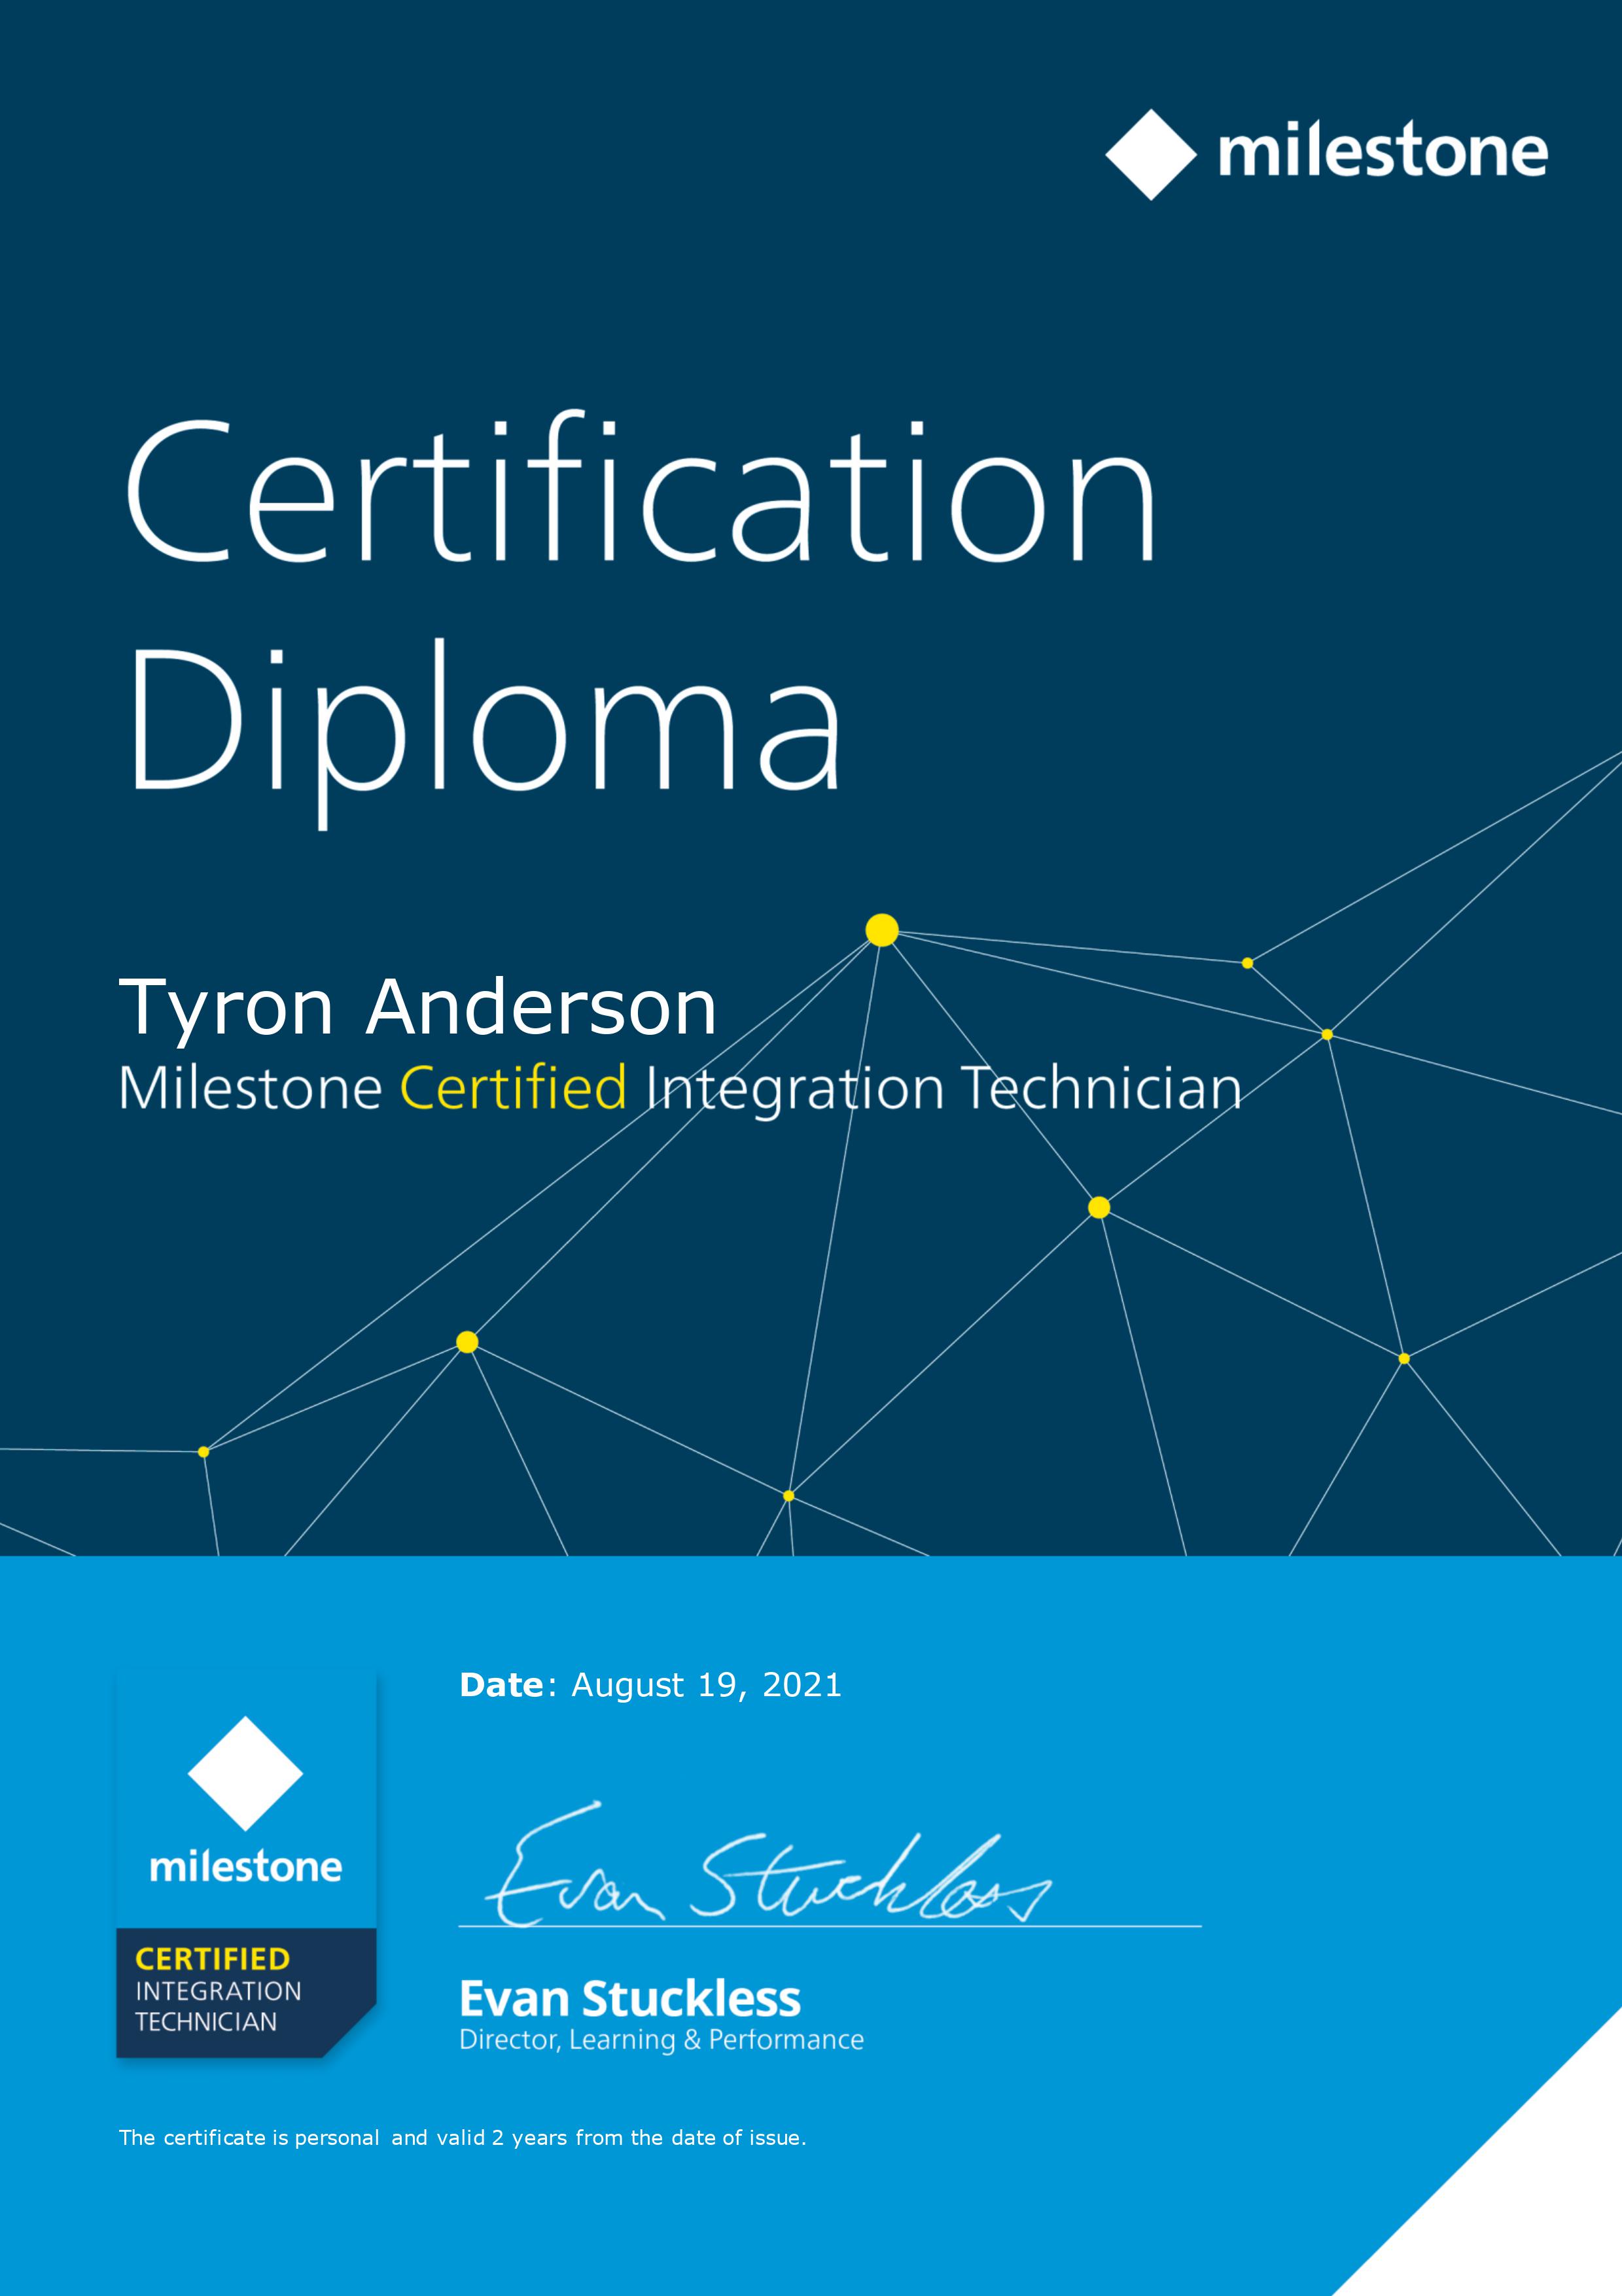 milestone
Certification
Diploma
Tyron Anderson
Milestone Certified Integration Technician
Date: August 19, 2021
milestone
CERTIFIED
INTEGRATION
TECHNICIAN
Evan Stuckless
Evan Stuckless
Director, Learning & Performance
The certificate is personal and valid 2 years from the date of issue.